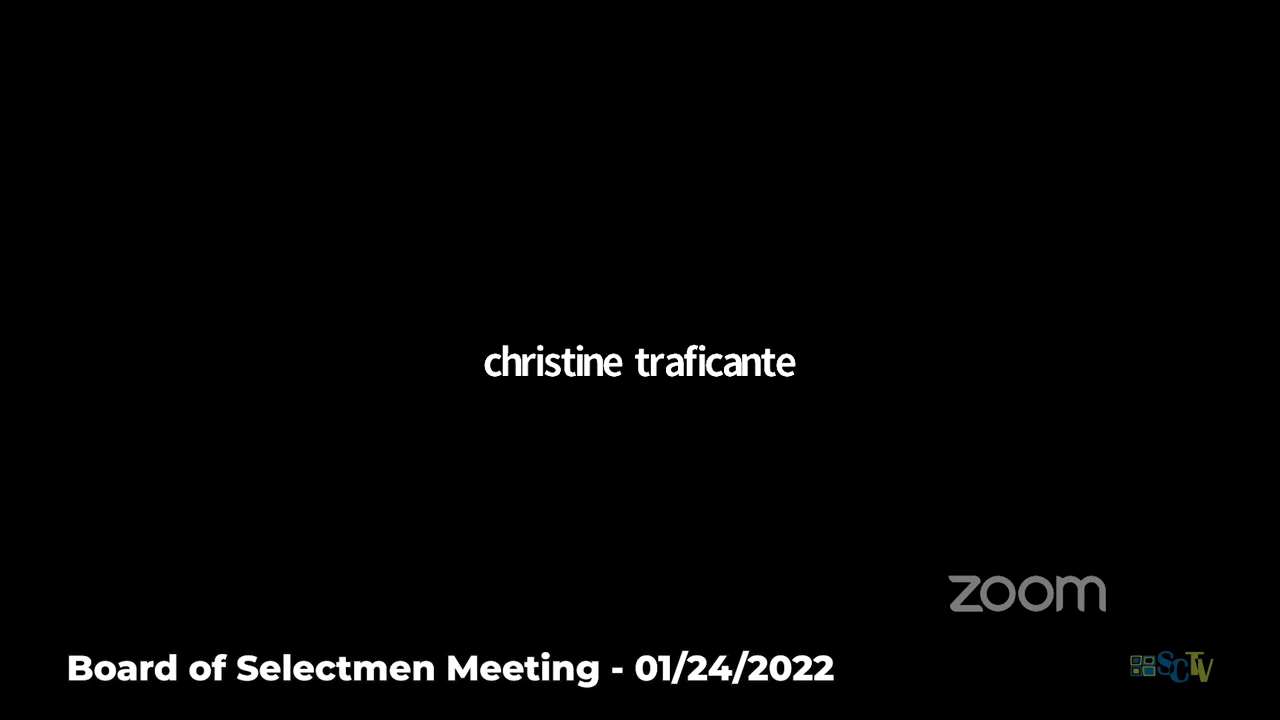 christine traficante
zoom
Board of Selectmen Meeting - 01/24/2022
SCTV